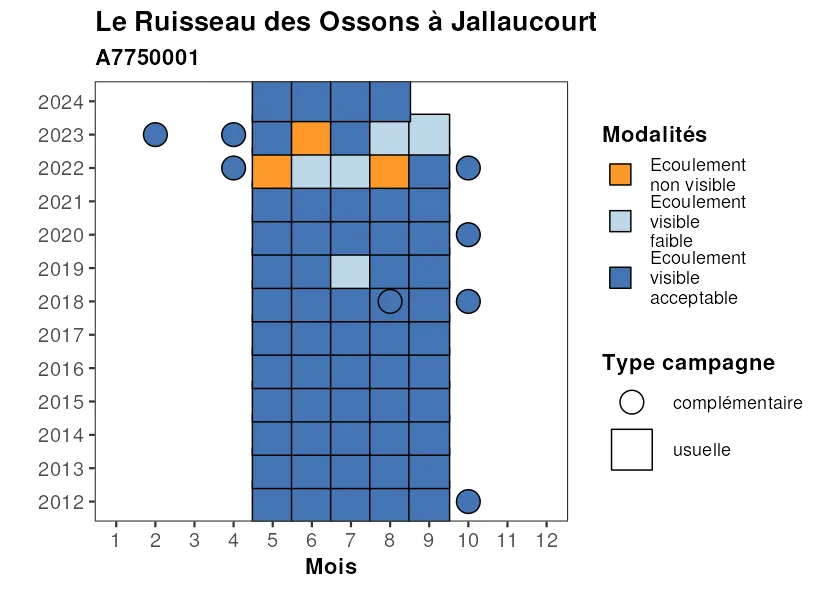 Le Ruisseau des Ossons à Jallaucourt
A7750001
2024
2023
2022
2021
2020
2019
2018
2017
2016
2015
2014
2013
2012
1 2 3 4 5 6 7 8 9 10 11 12
Mois
Modalités
Ecoulement
non visible
Ecoulement
visible
faible
Ecoulement
visible
acceptable
Type campagne
complémentaire
usuelle